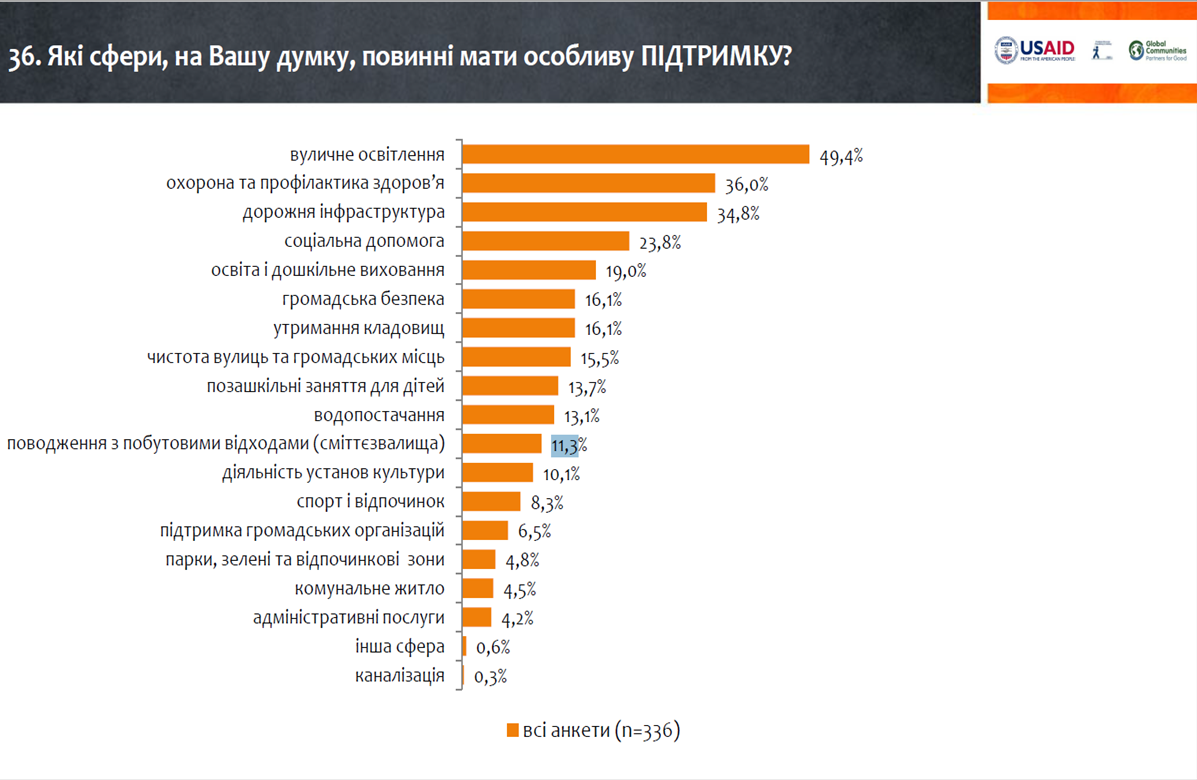 36. Які сфери, на Вашу думку, повинні мати особливу ПІДТРИМКУ?
USAID
FROM THE AMERICAN PEOPLE
Global
Communities
Partners for Good
вуличне освітлення 49,4%
охорона та профілактика здоров’я 36,0%
дорожня інфраструктура 34,8%
соціальна допомога 23,8%
освіта і дошкільне виховання 19,0%
громадська безпека 16,1%
утримання кладовищ 16,1%
чистота вулиць та громадських місць 15,5%
позашкільні заняття для дітей 13,7%
водопостачання 13,1%
поводження з побутовими відходами (сміттєзвалища) 11,3%
діяльність установ культури 10,1%
спорт і відпочинок 8,3%
підтримка громадських організацій 6,5%
парки, зелені та відпочинкові зони 4,8%
комунальне житло 4,5%
адміністративні послуги 4,2%
інша сфера 0,6%
каналізація 0,3%
всі анкети (n=336)